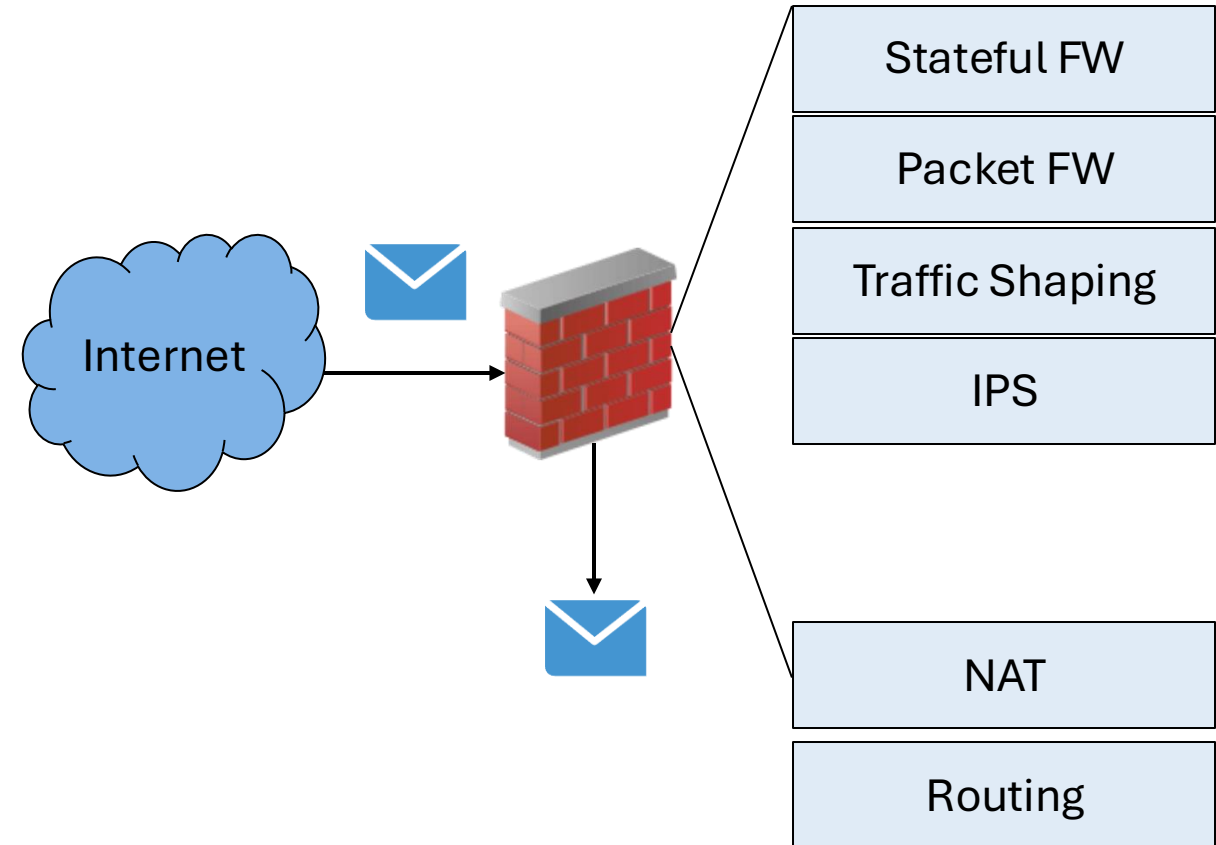 Stateful FW
Packet FW
Traffic Shaping
Internet
IPS
NAT
Routing